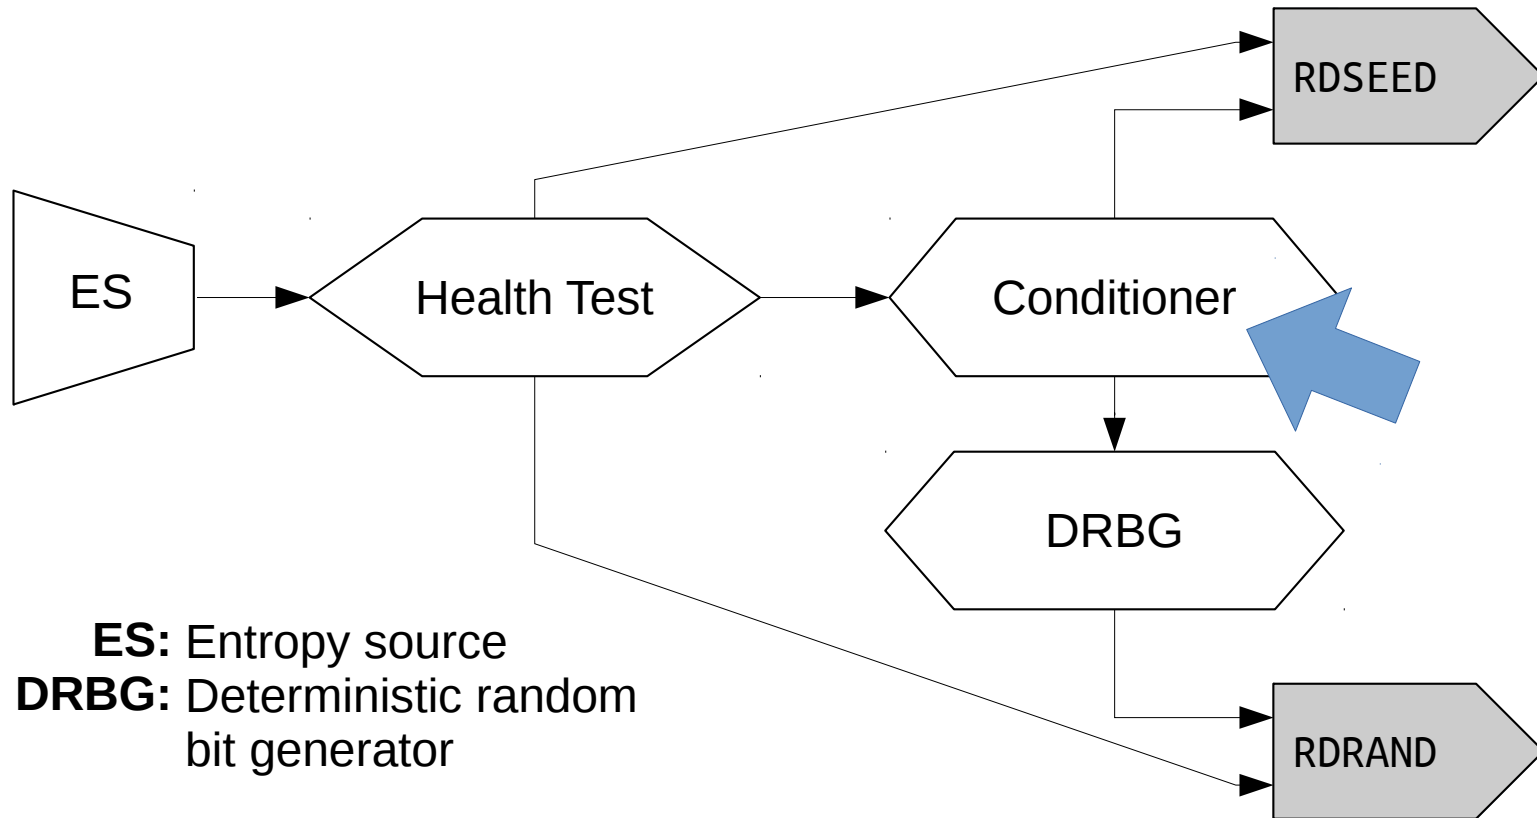 RDSEED
ES
Health Test
Conditioner
DRBG
ES: Entropy source
DRBG: Deterministic random
bit generator
RDRAND